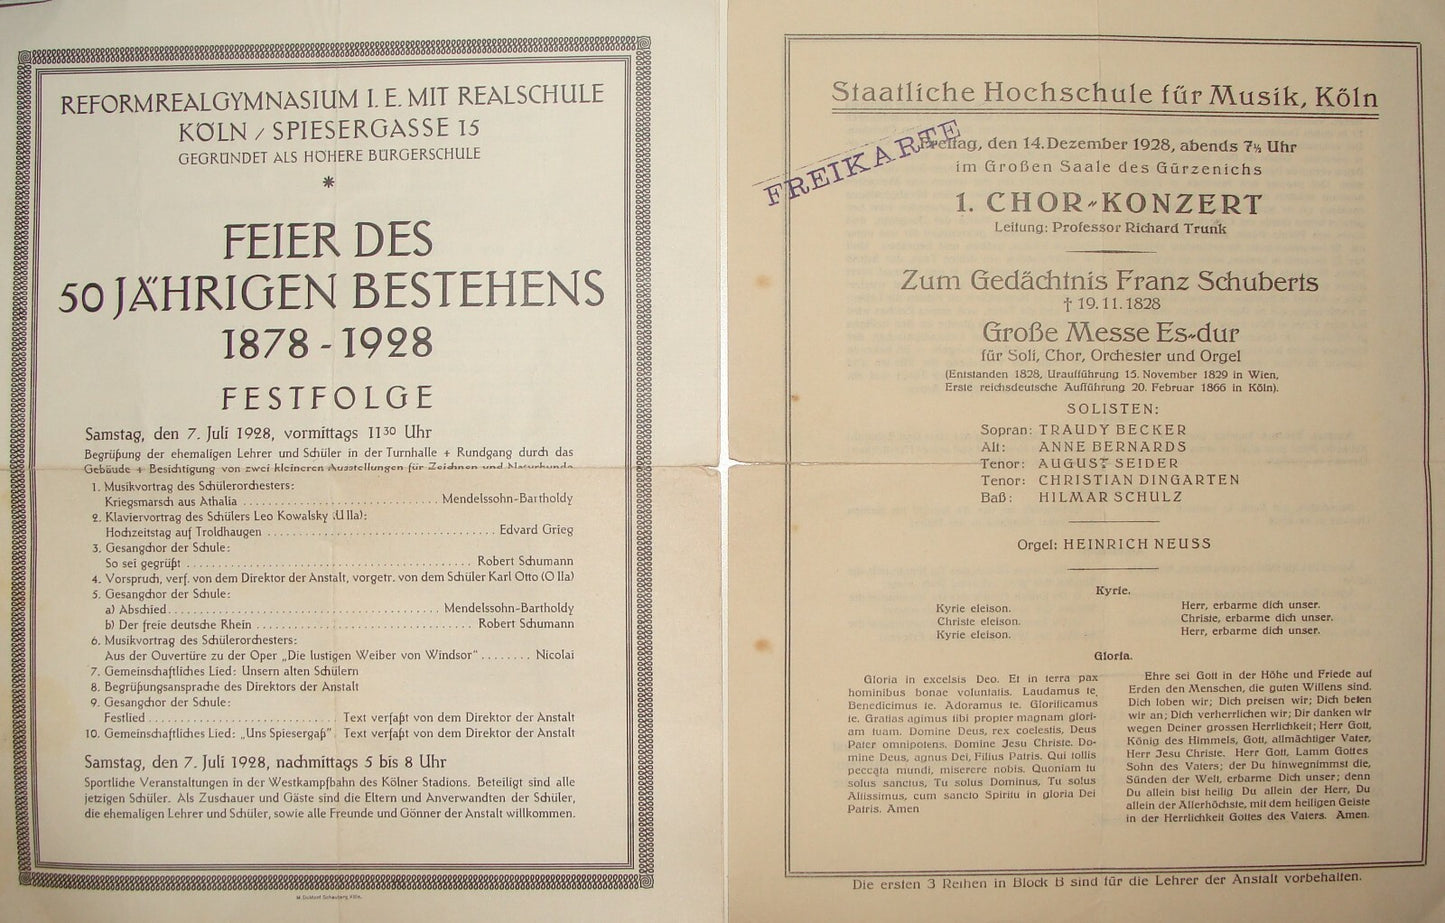 REFORMREALGYMNASIUM I. E. MIT REALSCHULE
KÖLN / SPIESERGASSE 15
GEGRÜNDET ALS HÖHERE BÜRGERSCHULE
*
FEIER DES
50 JÄHRIGEN BESTEHENS
1878 - 1928
FESTFOLGE
Samstag, den 7. Juli 1928, vormittags 11³⁰ Uhr
Begrüßung der ehemaligen Lehrer und Schüler in der Turnhalle + Rundgang durch das
Gebäude + Besichtigung von zwei kleineren Ausstellungen für Zeichnen und Naturkunde
1. Musikvortrag des Schülerorchesters:
Kriegsmarsch aus Athalia . . . . . Mendelssohn-Bartholdy
2. Klaviervortrag des Schülers Leo Kowalsky (U IIa):
Hochzeitstag auf Troldhaugen . . . . . Edvard Grieg
3. Gesangchor der Schule:
So sei gegrüßt . . . . . Robert Schumann
4. Vorspruch, verf. von dem Direktor der Anstalt, vorgetr. von dem Schüler Karl Otto (O IIa)
5. Gesangchor der Schule:
a) Abschied . . . . . Mendelssohn-Bartholdy
b) Der freie deutsche Rhein . . . . . Robert Schumann
6. Musikvortrag des Schülerorchesters:
Aus der Ouvertüre zu der Oper „Die lustigen Weiber von Windsor“ . . . . . Nicolai
7. Gemeinschaftliches Lied: Unsern alten Schülern
8. Begrüßungsansprache des Direktors der Anstalt
9. Gesangchor der Schule:
Festlied . . . . . Text verfaßt von dem Direktor der Anstalt
10. Gemeinschaftliches Lied: „Uns Spiesergaß“ Text verfaßt von dem Direktor der Anstalt
Samstag, den 7. Juli 1928, nachmittags 5 bis 8 Uhr
Sportliche Veranstaltungen in der Westkampfbahn des Kölner Stadions. Beteiligt sind alle
jetzigen Schüler. Als Zuschauer und Gäste sind die Eltern und Anverwandten der Schüler,
die ehemaligen Lehrer und Schüler, sowie alle Freunde und Gönner der Anstalt willkommen.
M. DuMont Schauberg, Köln.
Staatliche Hochschule für Musik, Köln
FREIKARTE
Freitag, den 14. Dezember 1928, abends 7½ Uhr
im Großen Saale des Gürzenichs
1. CHOR-KONZERT
Leitung: Professor Richard Trunk
Zum Gedächtnis Franz Schuberts
† 19. 11. 1828
Große Messe Es-dur
für Soli, Chor, Orchester und Orgel
(Entstanden 1828, Uraufführung 15. November 1829 in Wien,
Erste reichsdeutsche Aufführung 20. Februar 1866 in Köln).
SOLISTEN:
Sopran: TRAUDY BECKER
Alt: ANNE BERNARDS
Tenor: AUGUST SEIDER
Tenor: CHRISTIAN DINGARTEN
Baß: HILMAR SCHULZ
Orgel: HEINRICH NEUSS
Kyrie.
Kyrie eleison.
Christe eleison.
Kyrie eleison.
Herr, erbarme dich unser.
Christe, erbarme dich unser.
Herr, erbarme dich unser.
Gloria.
Gloria in excelsis Deo. Et in terra pax
hominibus bonae voluntatis. Laudamus te.
Benedicimus te. Adoramus te. Glorificamus
te. Gratias agimus tibi propter magnam glori-
am tuam. Domine Deus, rex coelestis, Deus
Pater omnipotens. Domine Jesu Christe. Do-
mine Deus, agnus Dei, Filius Patris. Qui tollis
peccata mundi, miserere nobis. Quoniam tu
solus sanctus, Tu solus Dominus, Tu solus
Altissimus, cum sancto Spiritu in gloria Dei
Patris. Amen
Ehre sei Gott in der Höhe und Friede auf
Erden den Menschen, die guten Willens sind.
Dich loben wir; Dich preisen wir; Dich beten
wir an; Dich verherrlichen wir; Dir danken wir
wegen Deiner grossen Herrlichkeit; Herr Gott,
König des Himmels, Gott, allmächtiger Vater,
Herr Jesu Christe. Herr Gott, Lamm Gottes
Sohn des Vaters; der Du hinwegnimmst die,
Sünden der Welt, erbarme Dich unser; denn
Du allein bist heilig Du allein der Herr, Du
allein der Allerhöchste, mit dem heiligen Geiste
in der Herrlichkeit Gottes des Vaters. Amen.
Die ersten 3 Reihen in Block B sind für die Lehrer der Anstalt vorbehalten.